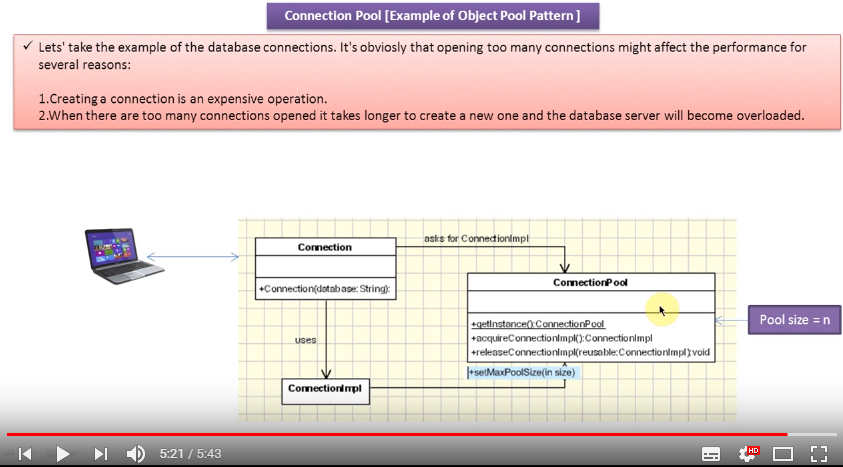 Connection Pool [Example of Object Pool Pattern ]
✓ Lets' take the example of the database connections. It's obviosly that opening too many connections might affect the performance for
several reasons:
1.Creating a connection is an expensive operation.
2.When there are too many connections opened it takes longer to create a new one and the database server will become overloaded.
asks for ConnectionImpl
Connection
+Connection(database:String):
ConnectionPool
+getInstance():ConnectionPool
+acquireConnectionImpl():ConnectionImpl
+releaseConnectionImpl(reusable:ConnectionImpl):void
Pool size = n
uses
+setMaxPoolSize(in size)
ConnectionImpl
5:21 / 5:43
HD